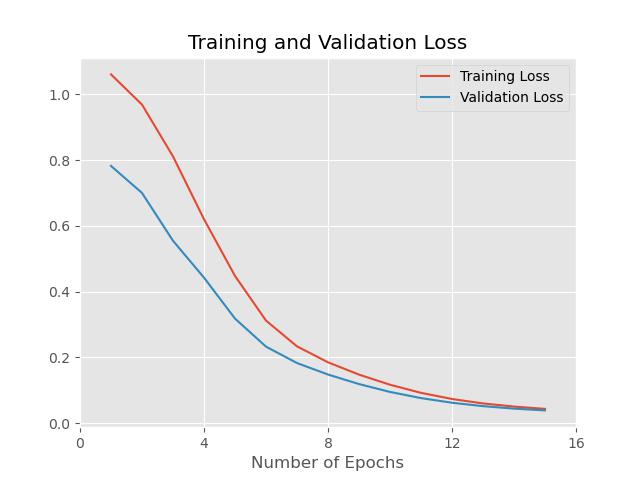 Training and Validation Loss
Training Loss
Validation Loss
1.0
0.8
0.6
0.4
0.2
0.0
0 4 8 12 16
Number of Epochs